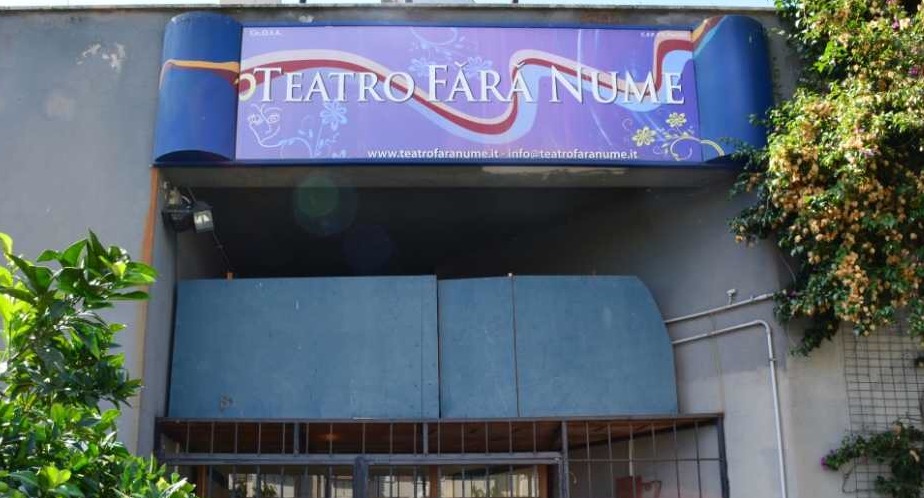 TEATRO FĂRĂ NUME
www.teatrofaranume.it - info@teatrofaranume.it